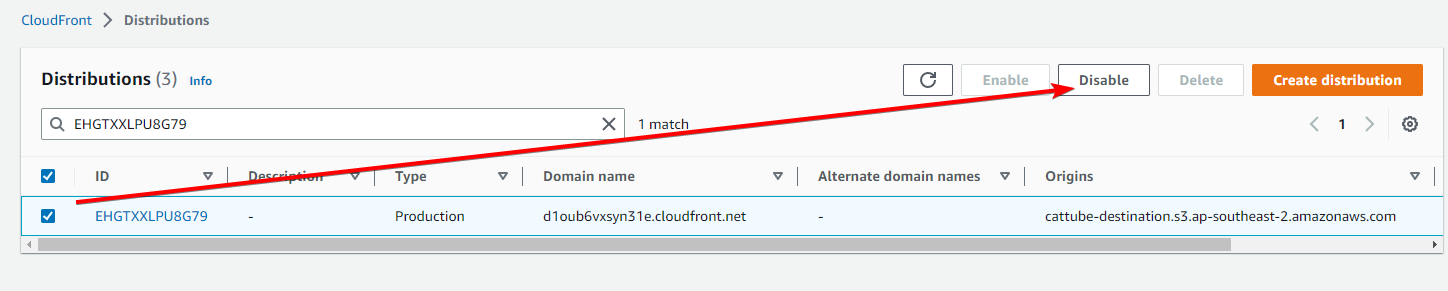 CloudFront > Distributions
Distributions (3) Info Enable Disable Delete Create distribution
EHGTXXLPU8G79 1 match 1
ID Description Type Domain name Alternate domain names Origins
EHGTXXLPU8G79 - Production d1oub6vxsyn31e.cloudfront.net - cattube-destination.s3.ap-southeast-2.amazonaws.com